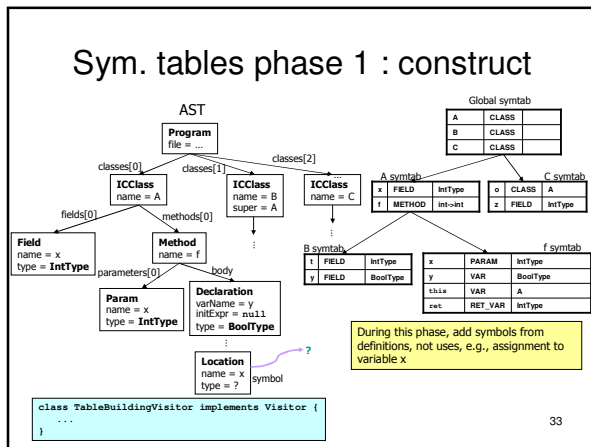 Sym. tables phase 1 : construct
AST
Program
file = ...
classes[0]
classes[1]
classes[2]
...
ICClass
name = A
ICClass
name = B
super = A
ICClass
name = C
fields[0]
methods[0]
...
...
Field
name = x
type = IntType
Method
name = f
parameters[0]
body
Param
name = x
type = IntType
Declaration
varName = y
initExpr = null
type = BoolType
...
Location
name = x
type = ?
symbol
?
class TableBuildingVisitor implements Visitor {
...
}
Global symtab
A CLASS
B CLASS
C CLASS
A symtab
x FIELD IntType
f METHOD int->int
C symtab
o CLASS A
z FIELD IntType
B symtab
t FIELD IntType
y FIELD BoolType
f symtab
x PARAM IntType
y VAR BoolType
this VAR A
ret RET_VAR IntType
During this phase, add symbols from
definitions, not uses, e.g., assignment to
variable x
33